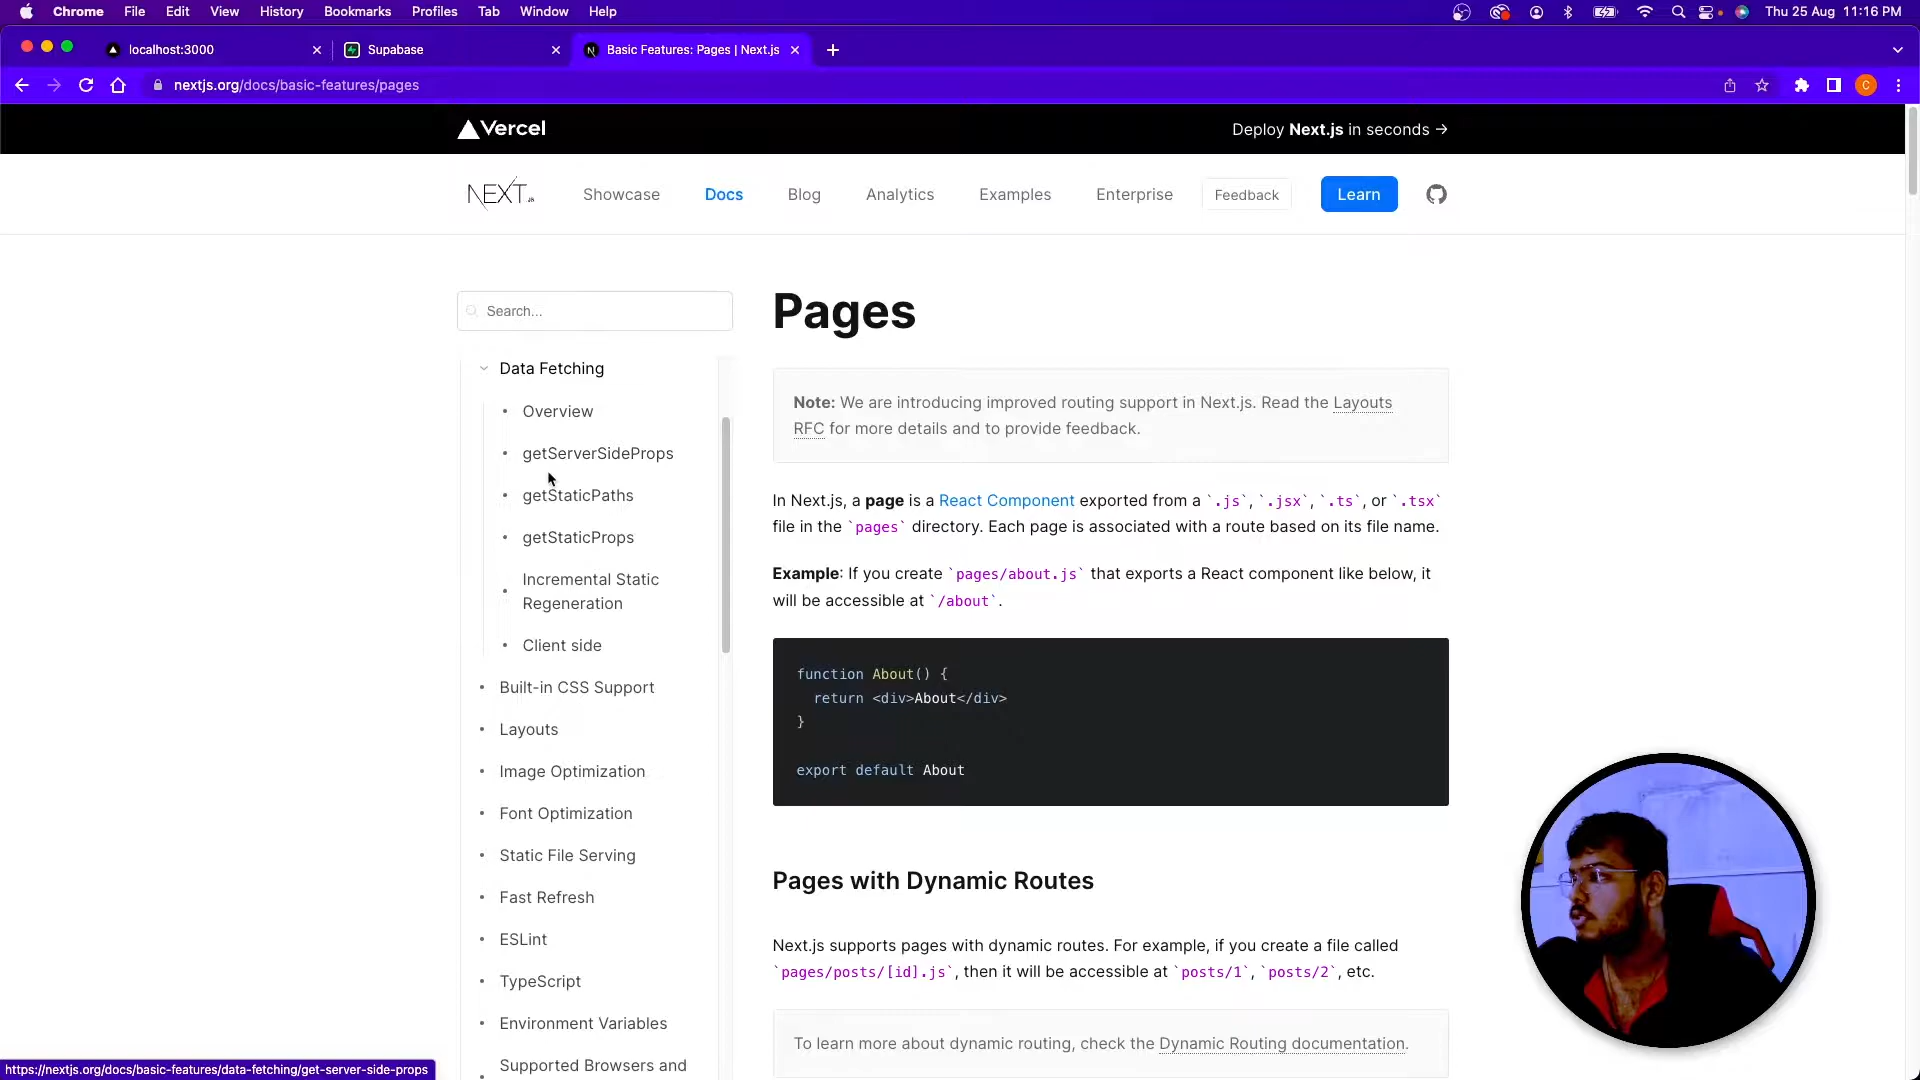 Chrome File Edit View History Bookmarks Profiles Tab Window Help Thu 25 Aug 11:16 PM
localhost:3000 Supabase Basic Features: Pages | Next.js
nextjs.org/docs/basic-features/pages C
Vercel Deploy Next.js in seconds →
NEXT.JS Showcase Docs Blog Analytics Examples Enterprise Feedback Learn
Search...
Data Fetching
Overview
getServerSideProps
getStaticPaths
getStaticProps
Incremental Static
Regeneration
Client side
Built-in CSS Support
Layouts
Image Optimization
Font Optimization
Static File Serving
Fast Refresh
ESLint
TypeScript
Environment Variables
Supported Browsers and
Pages
Note: We are introducing improved routing support in Next.js. Read the Layouts
RFC for more details and to provide feedback.
In Next.js, a page is a React Component exported from a `.js`, `.jsx`, `.ts`, or `.tsx`
file in the `pages` directory. Each page is associated with a route based on its file name.
Example: If you create `pages/about.js` that exports a React component like below, it
will be accessible at `/about`.
function About() {
return <div>About</div>
}
export default About
Pages with Dynamic Routes
Next.js supports pages with dynamic routes. For example, if you create a file called
`pages/posts/[id].js`, then it will be accessible at `posts/1`, `posts/2`, etc.
To learn more about dynamic routing, check the Dynamic Routing documentation.
https://nextjs.org/docs/basic-features/data-fetching/get-server-side-props